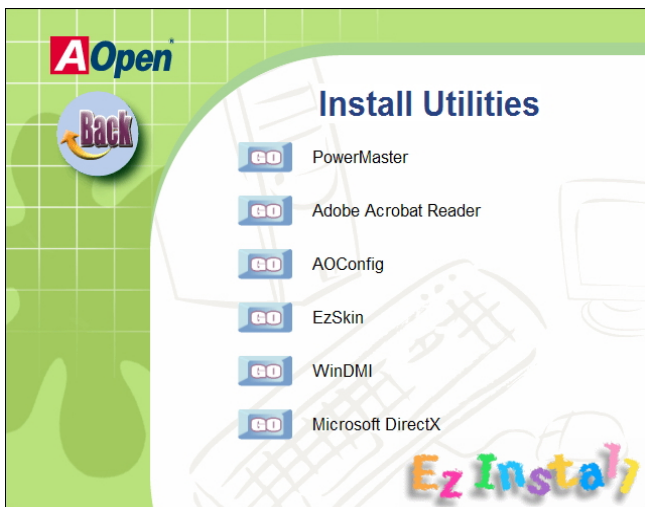 AOpen
Install Utilities
Back
GO PowerMaster
GO Adobe Acrobat Reader
GO AOConfig
GO EzSkin
GO WinDMI
GO Microsoft DirectX
Ez Install